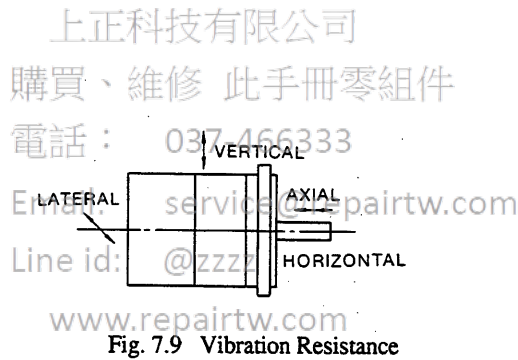 上正科技有限公司
購買、維修 此手冊零組件
電話： 037-466333
VERTICAL
LATERAL
AXIAL
Email: service@repairtw.com
HORIZONTAL
Line id: @zzzz
www.repairtw.com
Fig. 7.9 Vibration Resistance